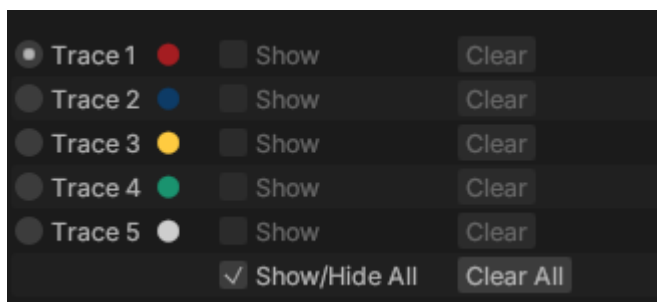 Trace 1 Show Clear
Trace 2 Show Clear
Trace 3 Show Clear
Trace 4 Show Clear
Trace 5 Show Clear
Show/Hide All Clear All